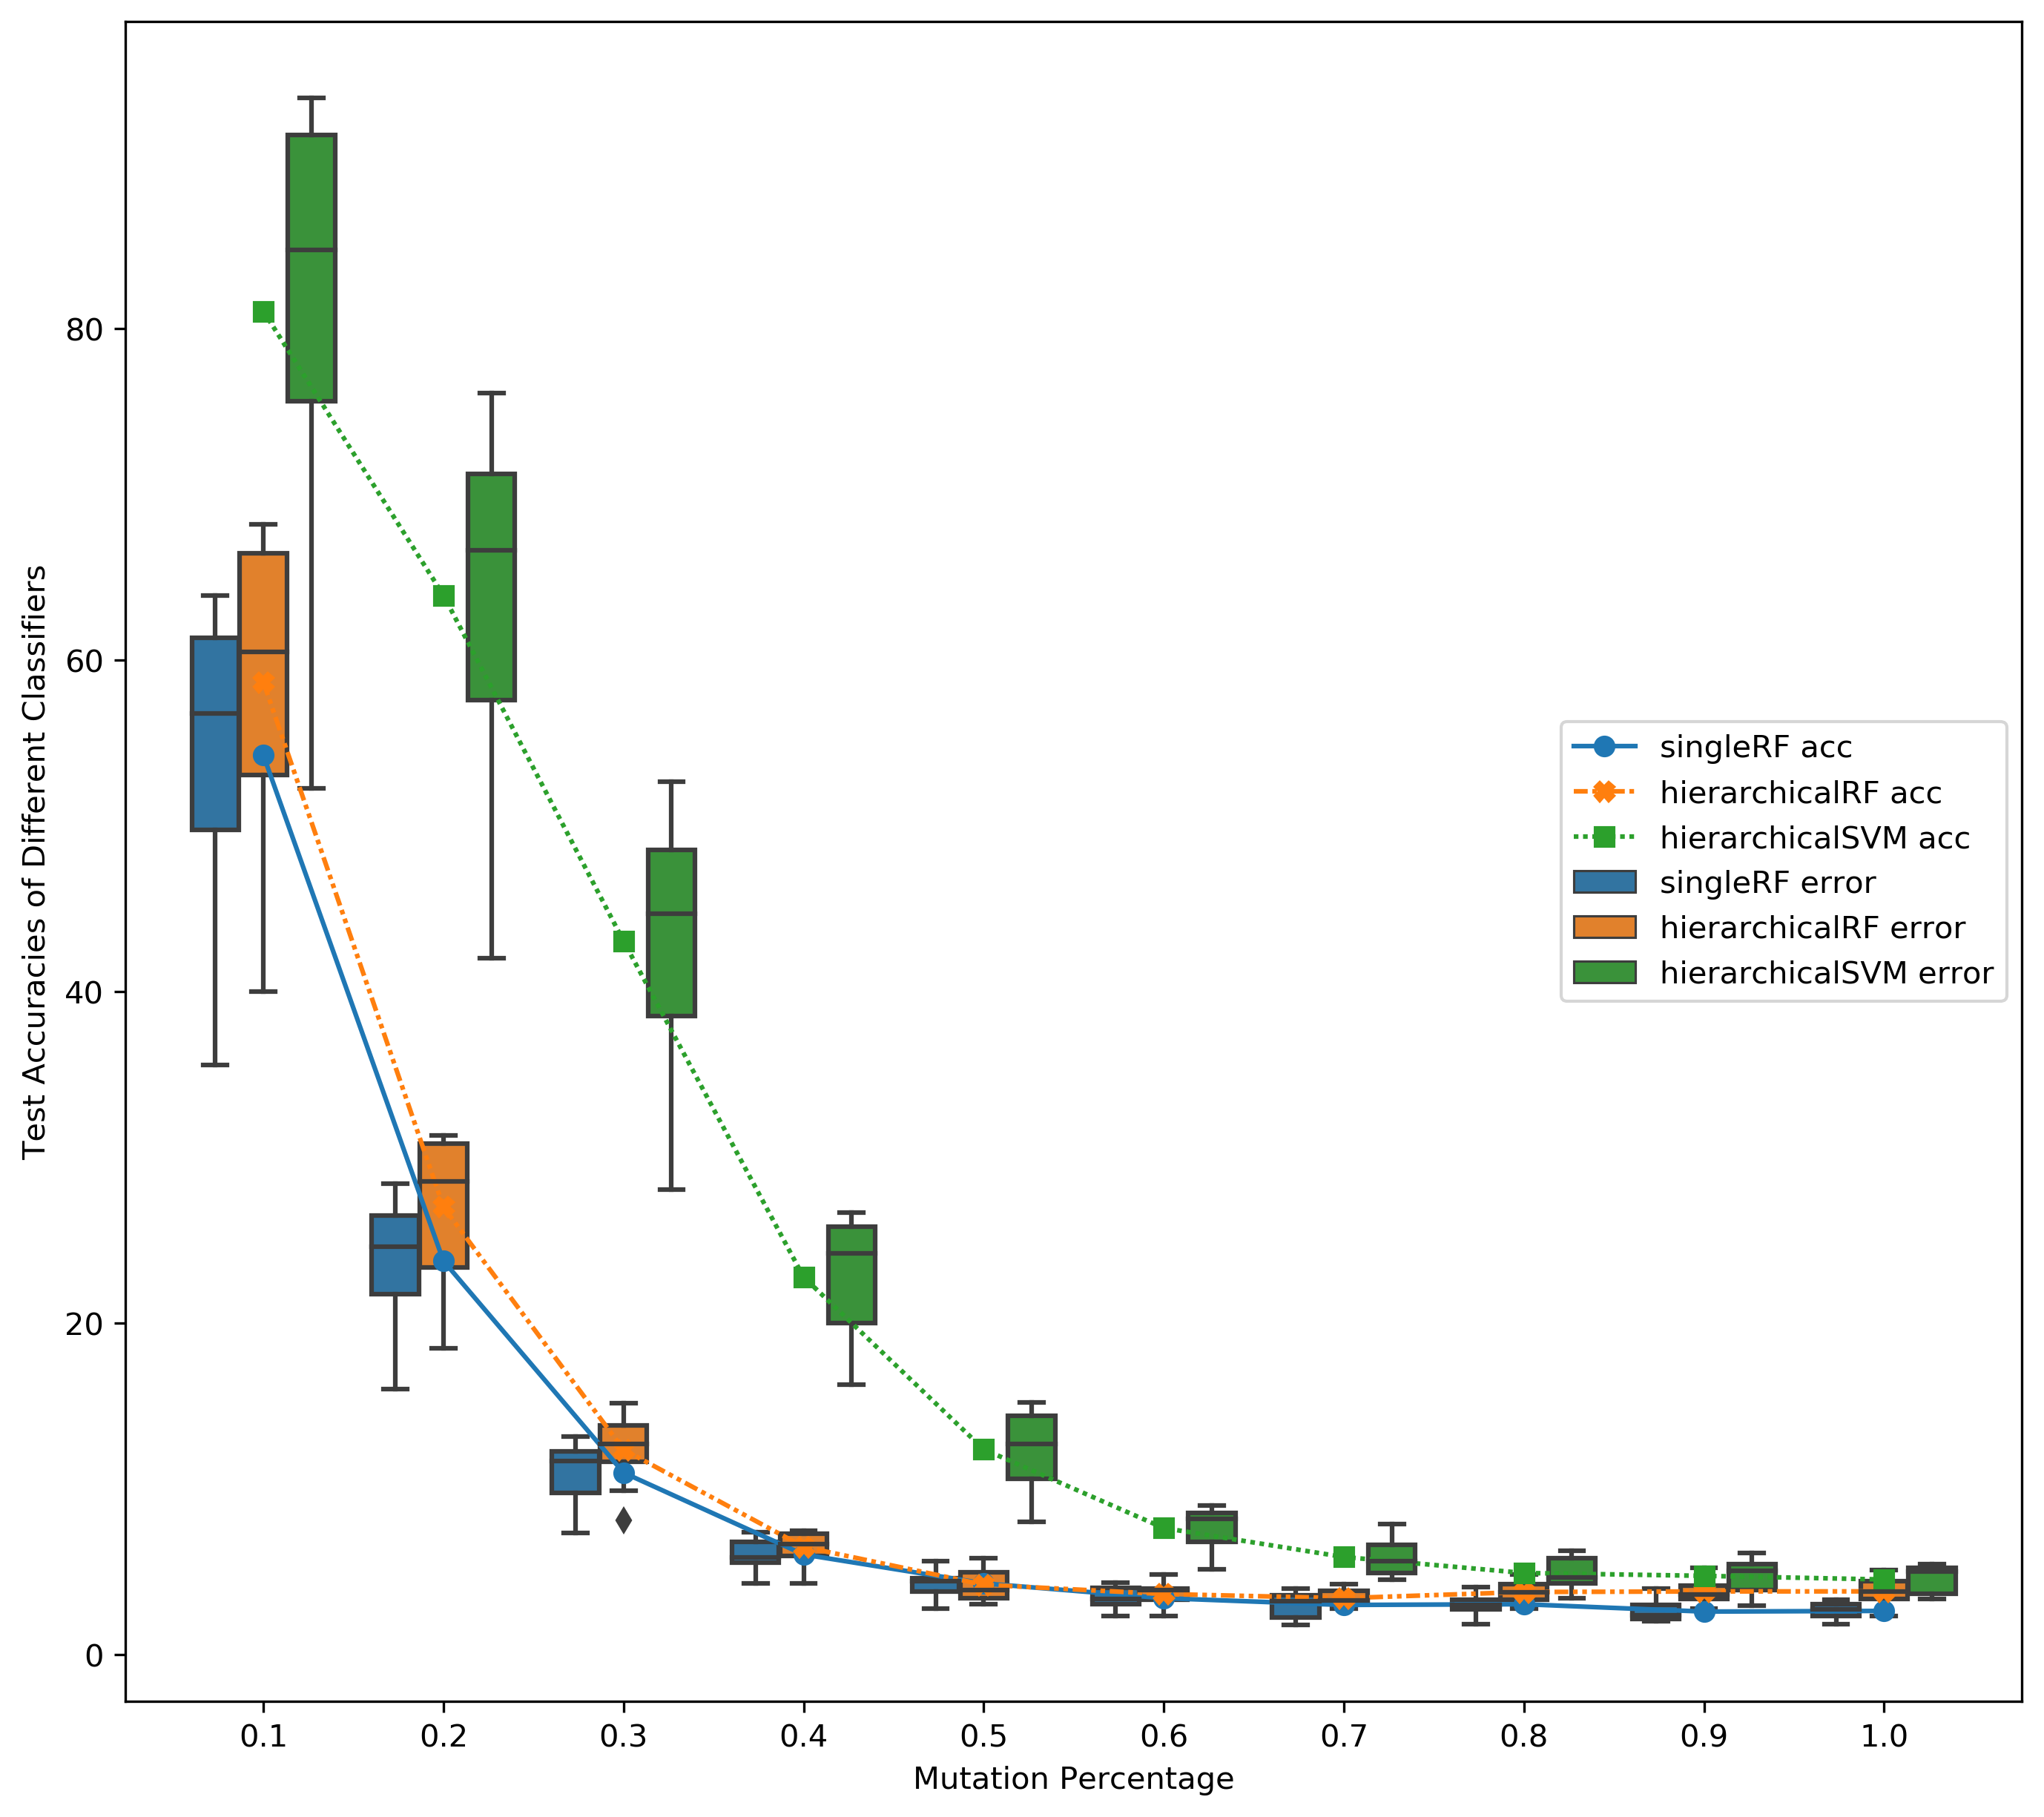 Test Accuracies of Different Classifiers
80
60
40
20
0
singleRF acc
hierarchicalRF acc
hierarchicalSVM acc
singleRF error
hierarchicalRF error
hierarchicalSVM error
0.1 0.2 0.3 0.4 0.5 0.6 0.7 0.8 0.9 1.0
Mutation Percentage